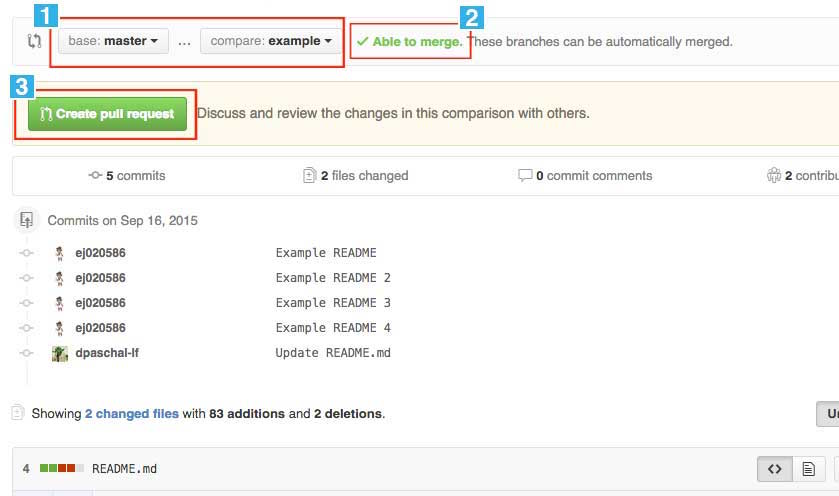 1
2
base: master ... compare: example ✓ Able to merge. These branches can be automatically merged.
3
Create pull request Discuss and review the changes in this comparison with others.
5 commits 2 files changed 0 commit comments 2
Commits on Sep 16, 2015
ej020586 Example README
ej020586 Example README 2
ej020586 Example README 3
ej020586 Example README 4
dpaschal-lf Update README.md
Showing 2 changed files with 83 additions and 2 deletions.
4 README.md <>